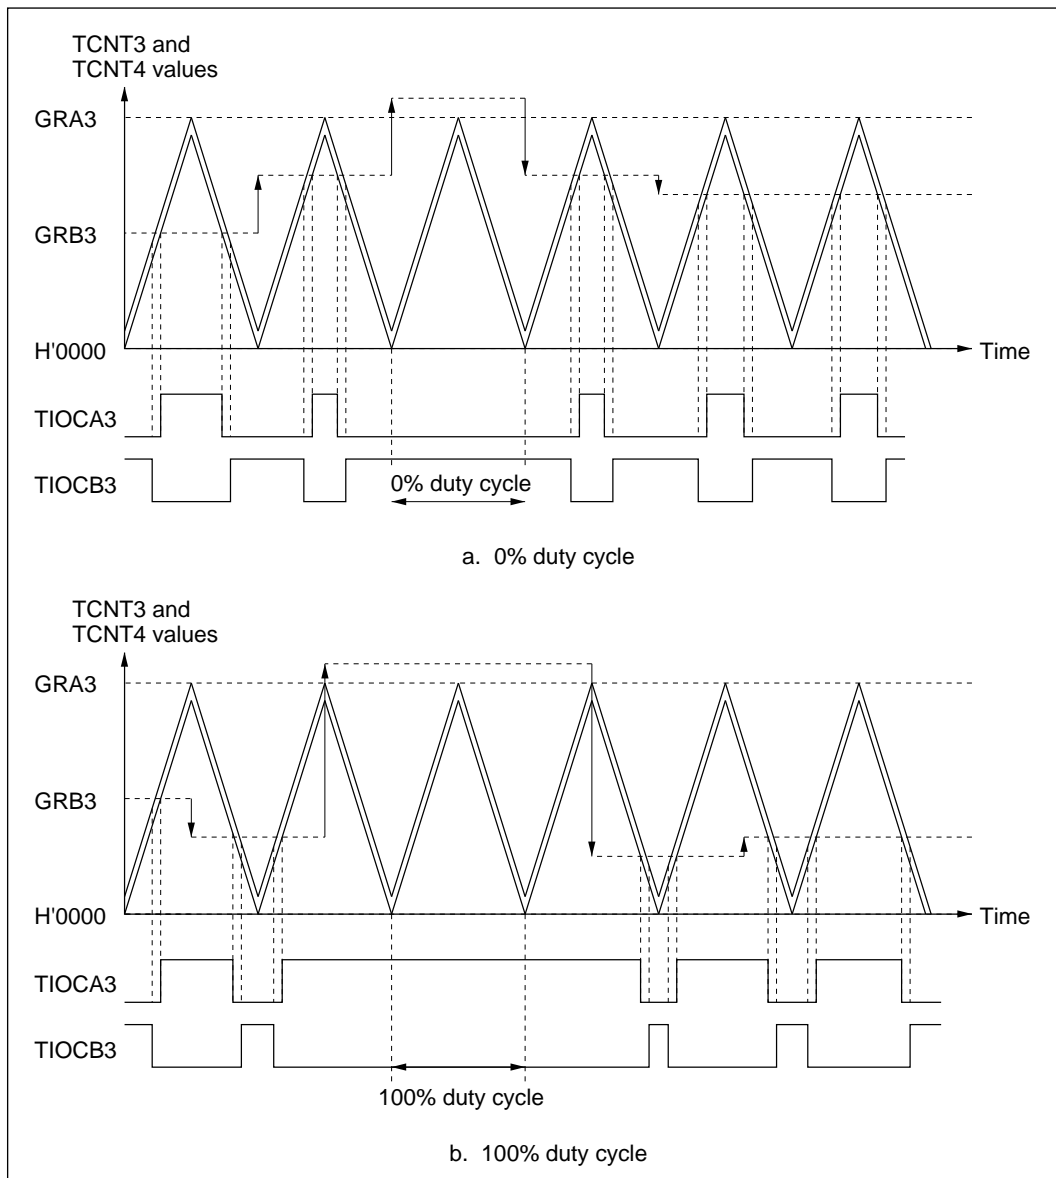 TCNT3 and
TCNT4 values
GRA3
GRB3
H'0000
Time
TIOCA3
TIOCB3
0% duty cycle
a. 0% duty cycle
TCNT3 and
TCNT4 values
GRA3
GRB3
H'0000
Time
TIOCA3
TIOCB3
100% duty cycle
b. 100% duty cycle